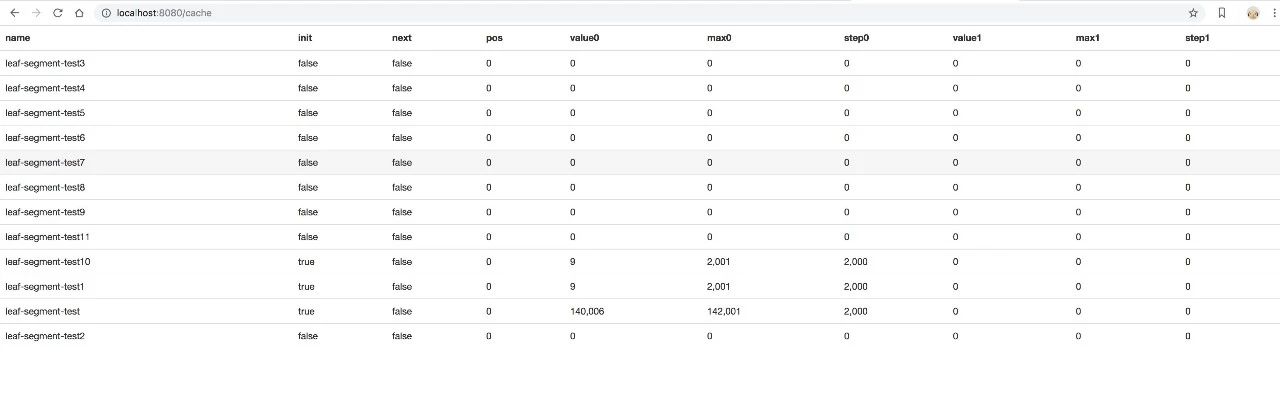 localhost:8080/cache
name init next pos value0 max0 step0 value1 max1 step1
leaf-segment-test3 false false 0 0 0 0 0 0 0
leaf-segment-test4 false false 0 0 0 0 0 0 0
leaf-segment-test5 false false 0 0 0 0 0 0 0
leaf-segment-test6 false false 0 0 0 0 0 0 0
leaf-segment-test7 false false 0 0 0 0 0 0 0
leaf-segment-test8 false false 0 0 0 0 0 0 0
leaf-segment-test9 false false 0 0 0 0 0 0 0
leaf-segment-test11 false false 0 0 0 0 0 0 0
leaf-segment-test10 true false 0 9 2,001 2,000 0 0 0
leaf-segment-test1 true false 0 9 2,001 2,000 0 0 0
leaf-segment-test true false 0 140,006 142,001 2,000 0 0 0
leaf-segment-test2 false false 0 0 0 0 0 0 0